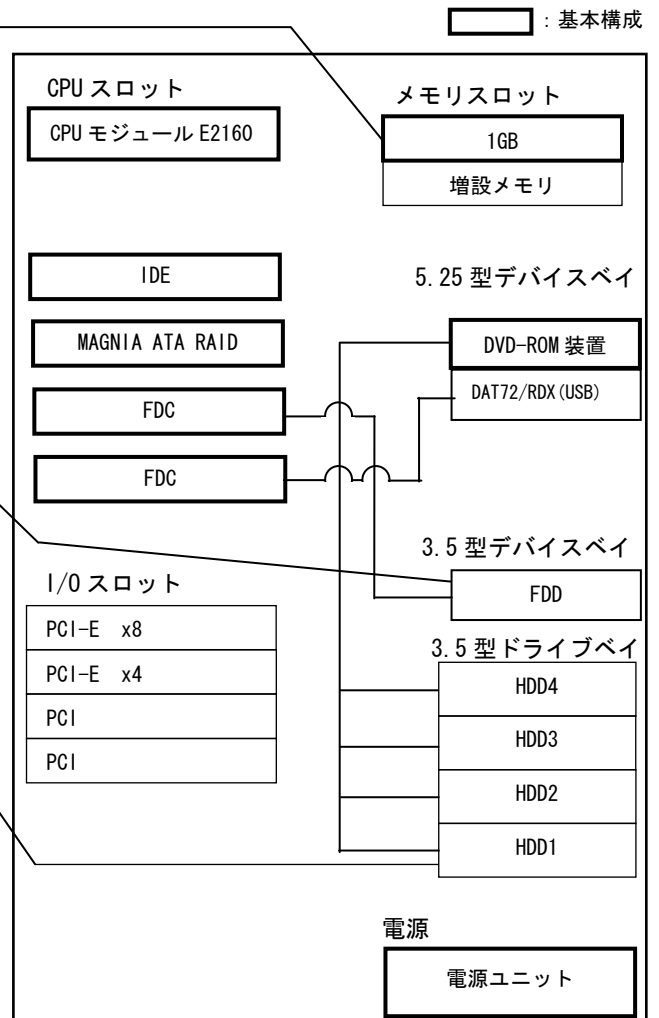 ：基本構成
CPU スロット
CPU モジュール E2160
メモリスロット
1GB
増設メモリ
IDE
MAGNIA ATA RAID
FDC
FDC
5.25 型デバイスベイ
DVD-ROM 装置
DAT72/RDX(USB)
3.5 型デバイスベイ
FDD
I/O スロット
PCI-E x8
PCI-E x4
PCI
PCI
3.5 型ドライブベイ
HDD4
HDD3
HDD2
HDD1
電源
電源ユニット